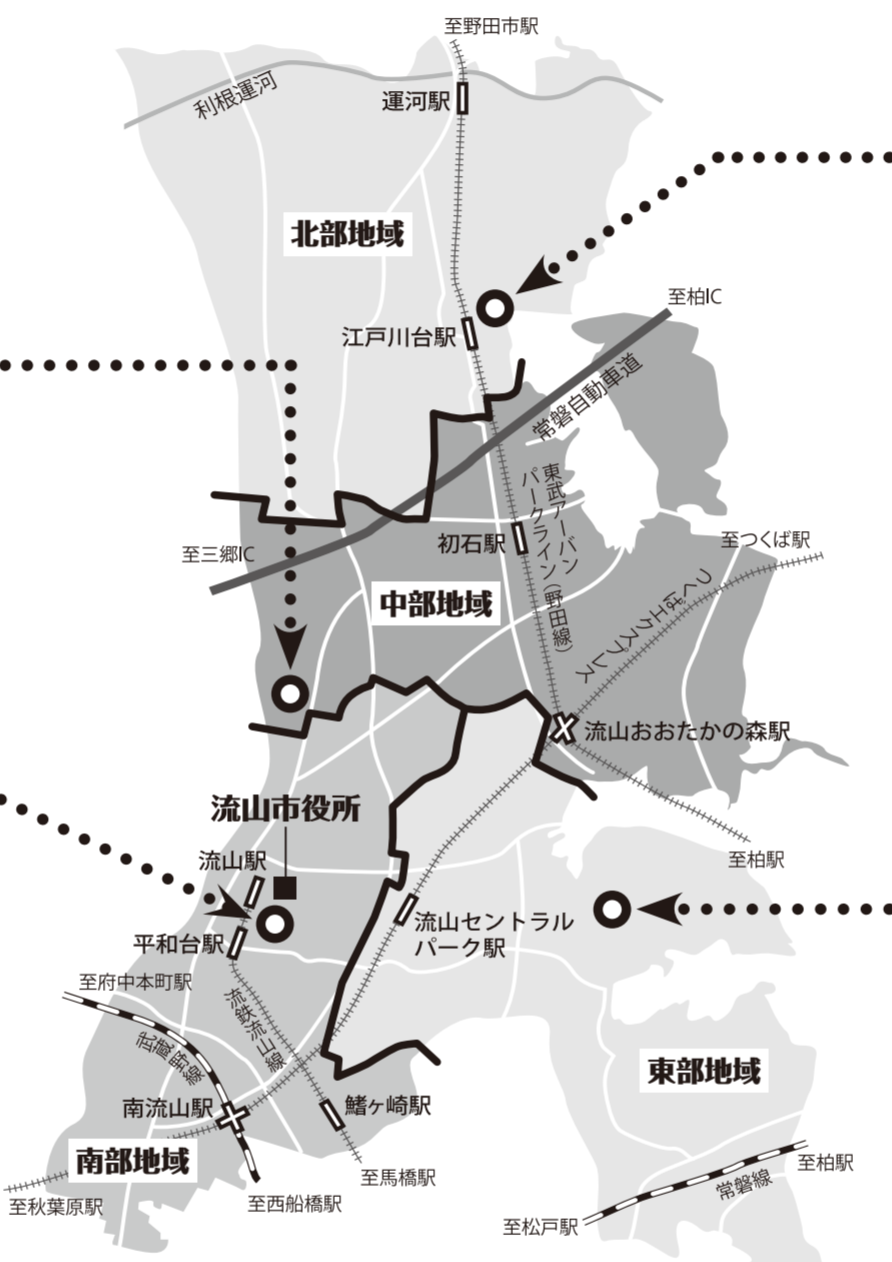 至野田市駅
利根運河
運河駅
北部地域
至柏IC
江戸川台駅
常磐自動車道
東武アーバン
パークライン(野田線)
初石駅
至つくば駅
至三郷IC
つくばエクスプレス
中部地域
流山おおたかの森駅
流山市役所
流山駅
至柏駅
流山セントラル
パーク駅
平和台駅
至府中本町駅
流鉄流山線
武蔵野線
東部地域
南流山駅
鰭ヶ崎駅
南部地域
至柏駅
至馬橋駅
常磐線
至秋葉原駅
至西船橋駅
至松戸駅